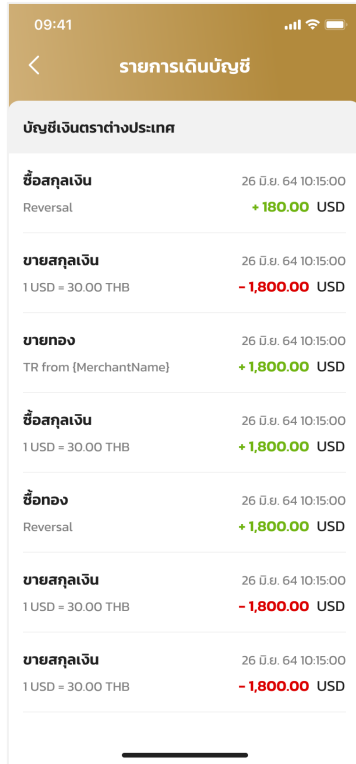 09:41
รายการเดินบัญชี
บัญชีเงินตราต่างประเทศ
ซื้อสกุลเงิน 26 มิ.ย. 64 10:15:00
Reversal + 180.00 USD
ขายสกุลเงิน 26 มิ.ย. 64 10:15:00
1 USD = 30.00 THB - 1,800.00 USD
ขายทอง 26 มิ.ย. 64 10:15:00
TR from {MerchantName} + 1,800.00 USD
ซื้อสกุลเงิน 26 มิ.ย. 64 10:15:00
1 USD = 30.00 THB + 1,800.00 USD
ซื้อทอง 26 มิ.ย. 64 10:15:00
Reversal + 1,800.00 USD
ขายสกุลเงิน 26 มิ.ย. 64 10:15:00
1 USD = 30.00 THB - 1,800.00 USD
ขายสกุลเงิน 26 มิ.ย. 64 10:15:00
1 USD = 30.00 THB - 1,800.00 USD